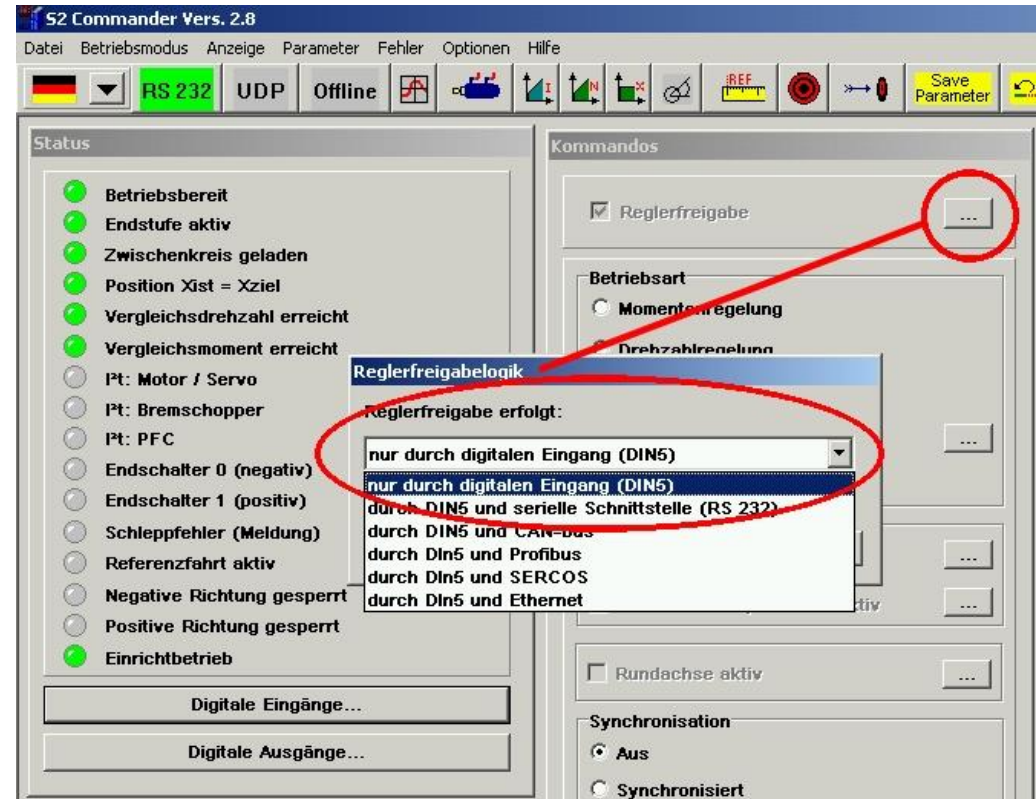 S2 Commander Vers. 2.8
Datei Betriebsmodus Anzeige Parameter Fehler Optionen Hilfe
RS 232 UDP Offline I N X REF Save
Parameter
Status
Betriebsbereit
Endstufe aktiv
Zwischenkreis geladen
Position Xist = Xziel
Vergleichsdrehzahl erreicht
Vergleichsmoment erreicht
I²t: Motor / Servo
I²t: Bremschopper
I²t: PFC
Endschalter 0 (negativ)
Endschalter 1 (positiv)
Schleppfehler (Meldung)
Referenzfahrt aktiv
Negative Richtung gesperrt
Positive Richtung gesperrt
Einrichtbetrieb
Digitale Eingänge...
Digitale Ausgänge...
Kommandos
Reglerfreigabe ...
Betriebsart
Momentenregelung
Drehzahlregelung
...
Reglerfreigabelogik
Reglerfreigabe erfolgt:
nur durch digitalen Eingang (DIN5)
nur durch digitalen Eingang (DIN5)
durch DIN5 und serielle Schnittstelle (RS 232)
durch DIN5 und CAN-Bus
durch DIn5 und Profibus
durch DIn5 und SERCOS
durch DIn5 und Ethernet
...
tiv ...
Rundachse aktiv ...
Synchronisation
Aus
Synchronisiert